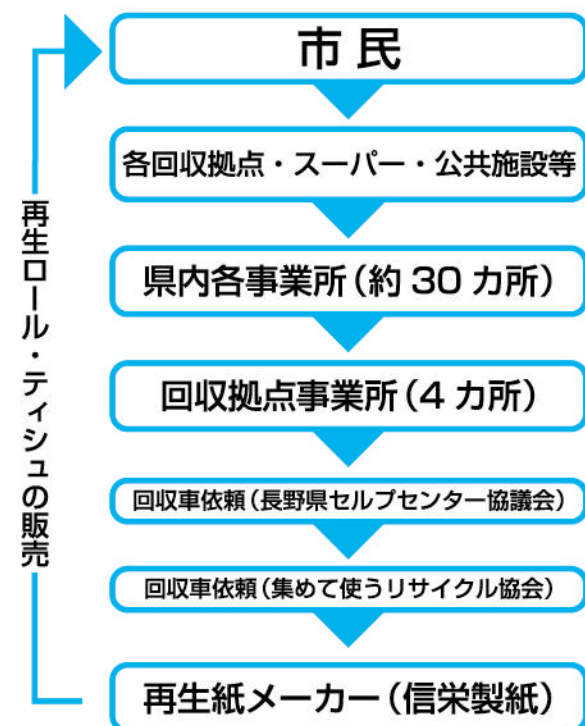 市民
各回収拠点・スーパー・公共施設等
県内各事業所（約30カ所）
回収拠点事業所（4カ所）
回収車依頼（長野県セルプセンター協議会）
回収車依頼（集めて使うリサイクル協会）
再生紙メーカー（信栄製紙）
再生ロール・ティシュの販売